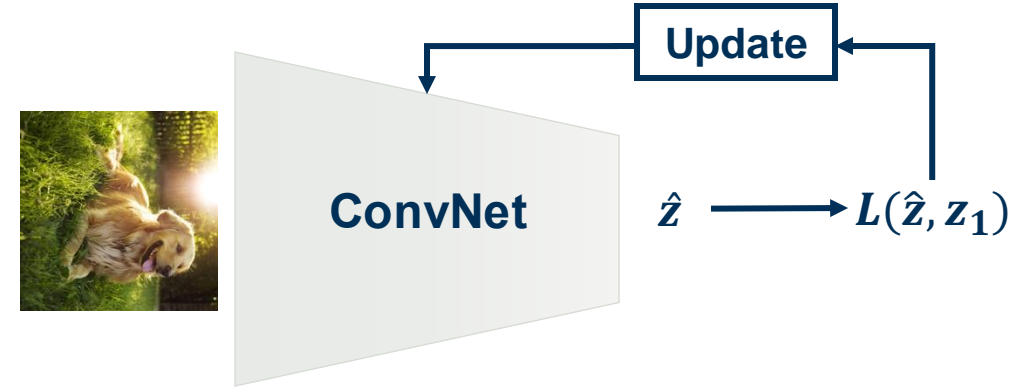 Update
ConvNet
ẑ
L(ẑ, z₁)